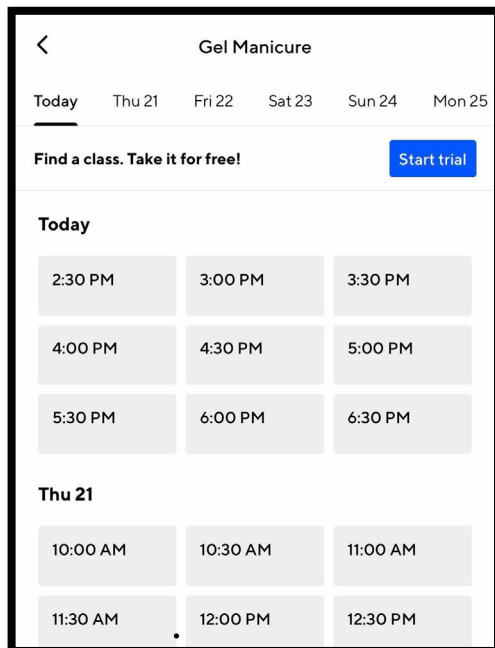 Gel Manicure
Today Thu 21 Fri 22 Sat 23 Sun 24 Mon 25
Find a class. Take it for free! Start trial
Today
2:30 PM 3:00 PM 3:30 PM
4:00 PM 4:30 PM 5:00 PM
5:30 PM 6:00 PM 6:30 PM
Thu 21
10:00 AM 10:30 AM 11:00 AM
11:30 AM 12:00 PM 12:30 PM